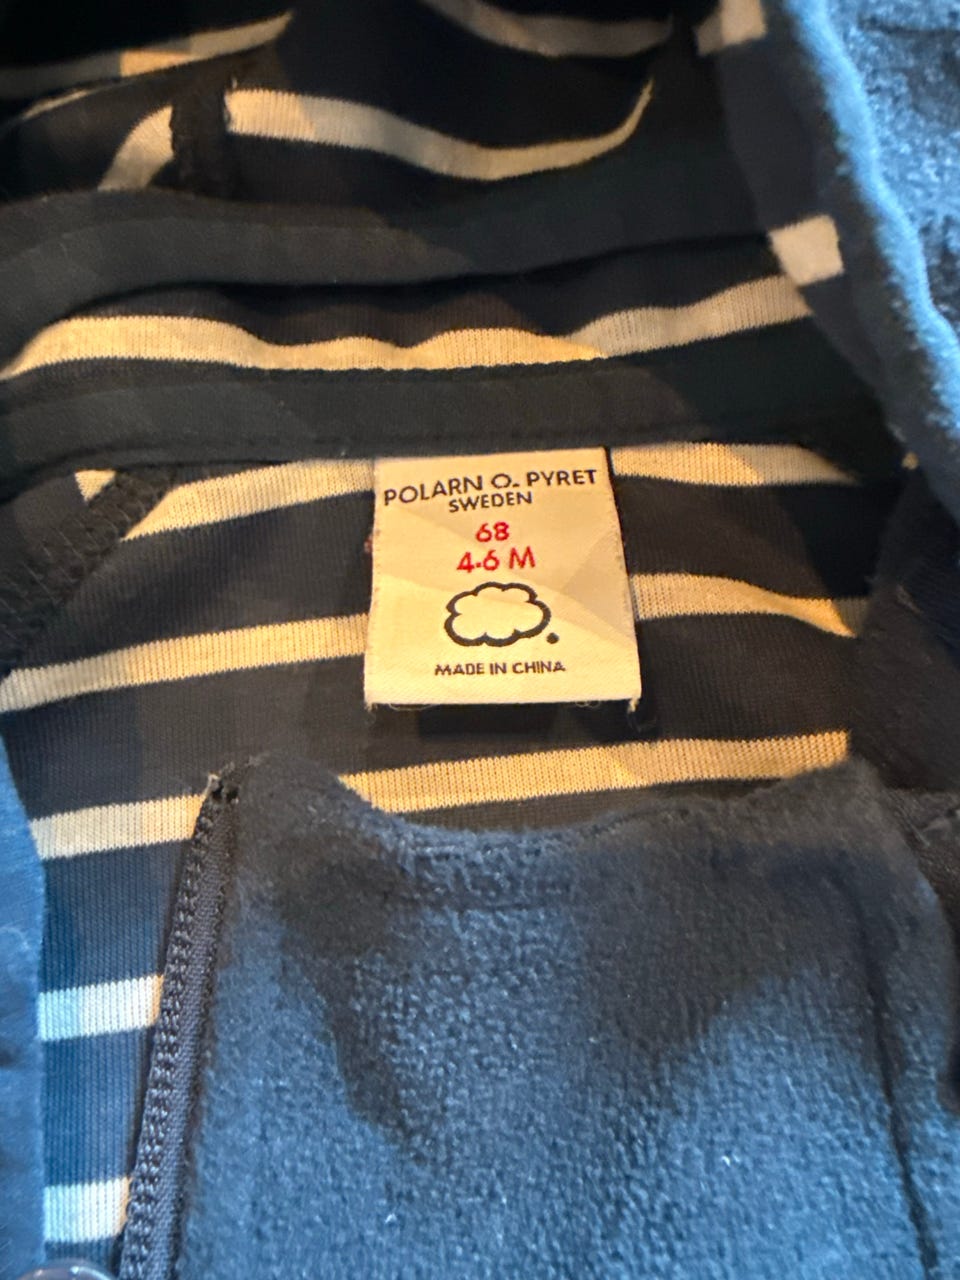 POLARN O. PYRET
SWEDEN
68
4-6 M
MADE IN CHINA